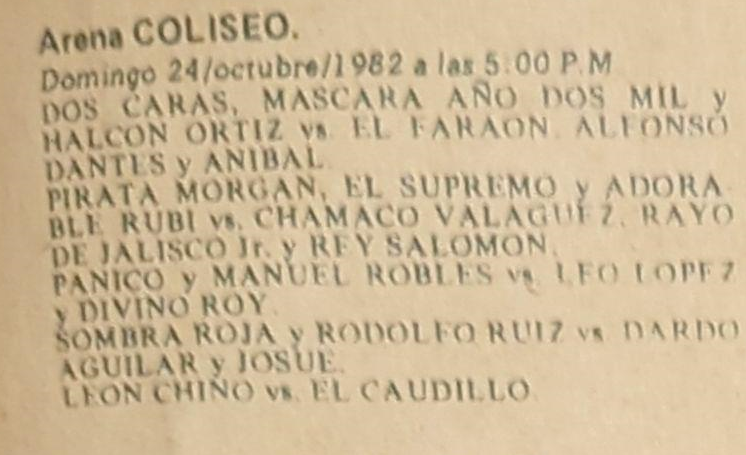 Arena COLISEO.
Domingo 24/octubre/1982 a las 5:00 P.M
DOS CARAS, MASCARA AÑO DOS MIL y
HALCON ORTIZ vs. EL FARAON, ALFONSO
DANTES y ANIBAL.
PIRATA MORGAN, EL SUPREMO y ADORA-
BLE RUBI vs. CHAMACO VALAGUEZ, RAYO
DE JALISCO Jr. y REY SALOMON.
PANICO y MANUEL ROBLES vs. LEO LOPEZ
y DIVINO ROY.
SOMBRA ROJA y RODOLFO RUIZ vs. DARDO
AGUILAR y JOSUE.
LEON CHINO vs. EL CAUDILLO.